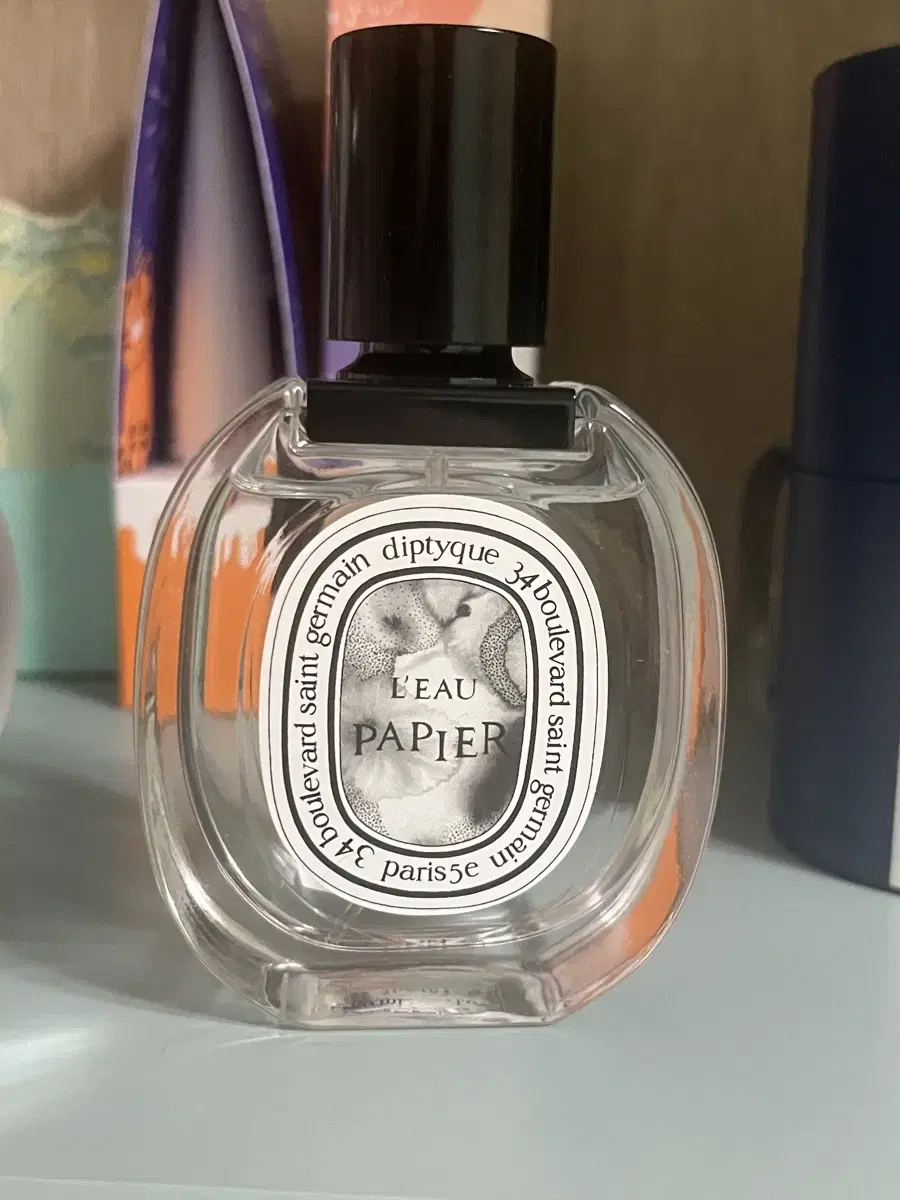 diptyque
34 boulevard saint germain
paris 5e
34 boulevard saint germain
L'EAU
PAPIER